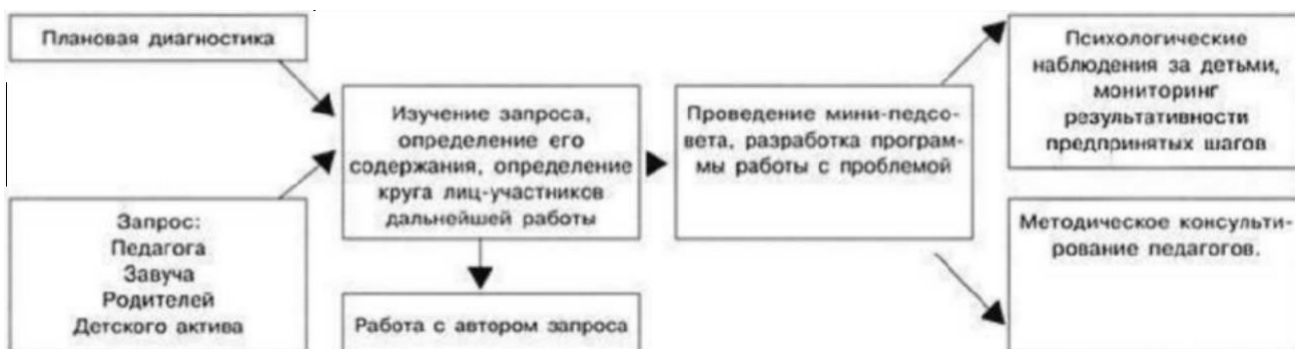 Плановая диагностика
Запрос:
Педагога
Завуча
Родителей
Детского актива
Изучение запроса,
определение его
содержания, определение
круга лиц-участников
дальнейшей работы
Работа с автором запроса
Проведение мини-педсо-
вета, разработка програм-
мы работы с проблемой
Психологические
наблюдения за детьми,
мониторинг
результативности
предпринятых шагов
Методическое консульти-
рование педагогов.